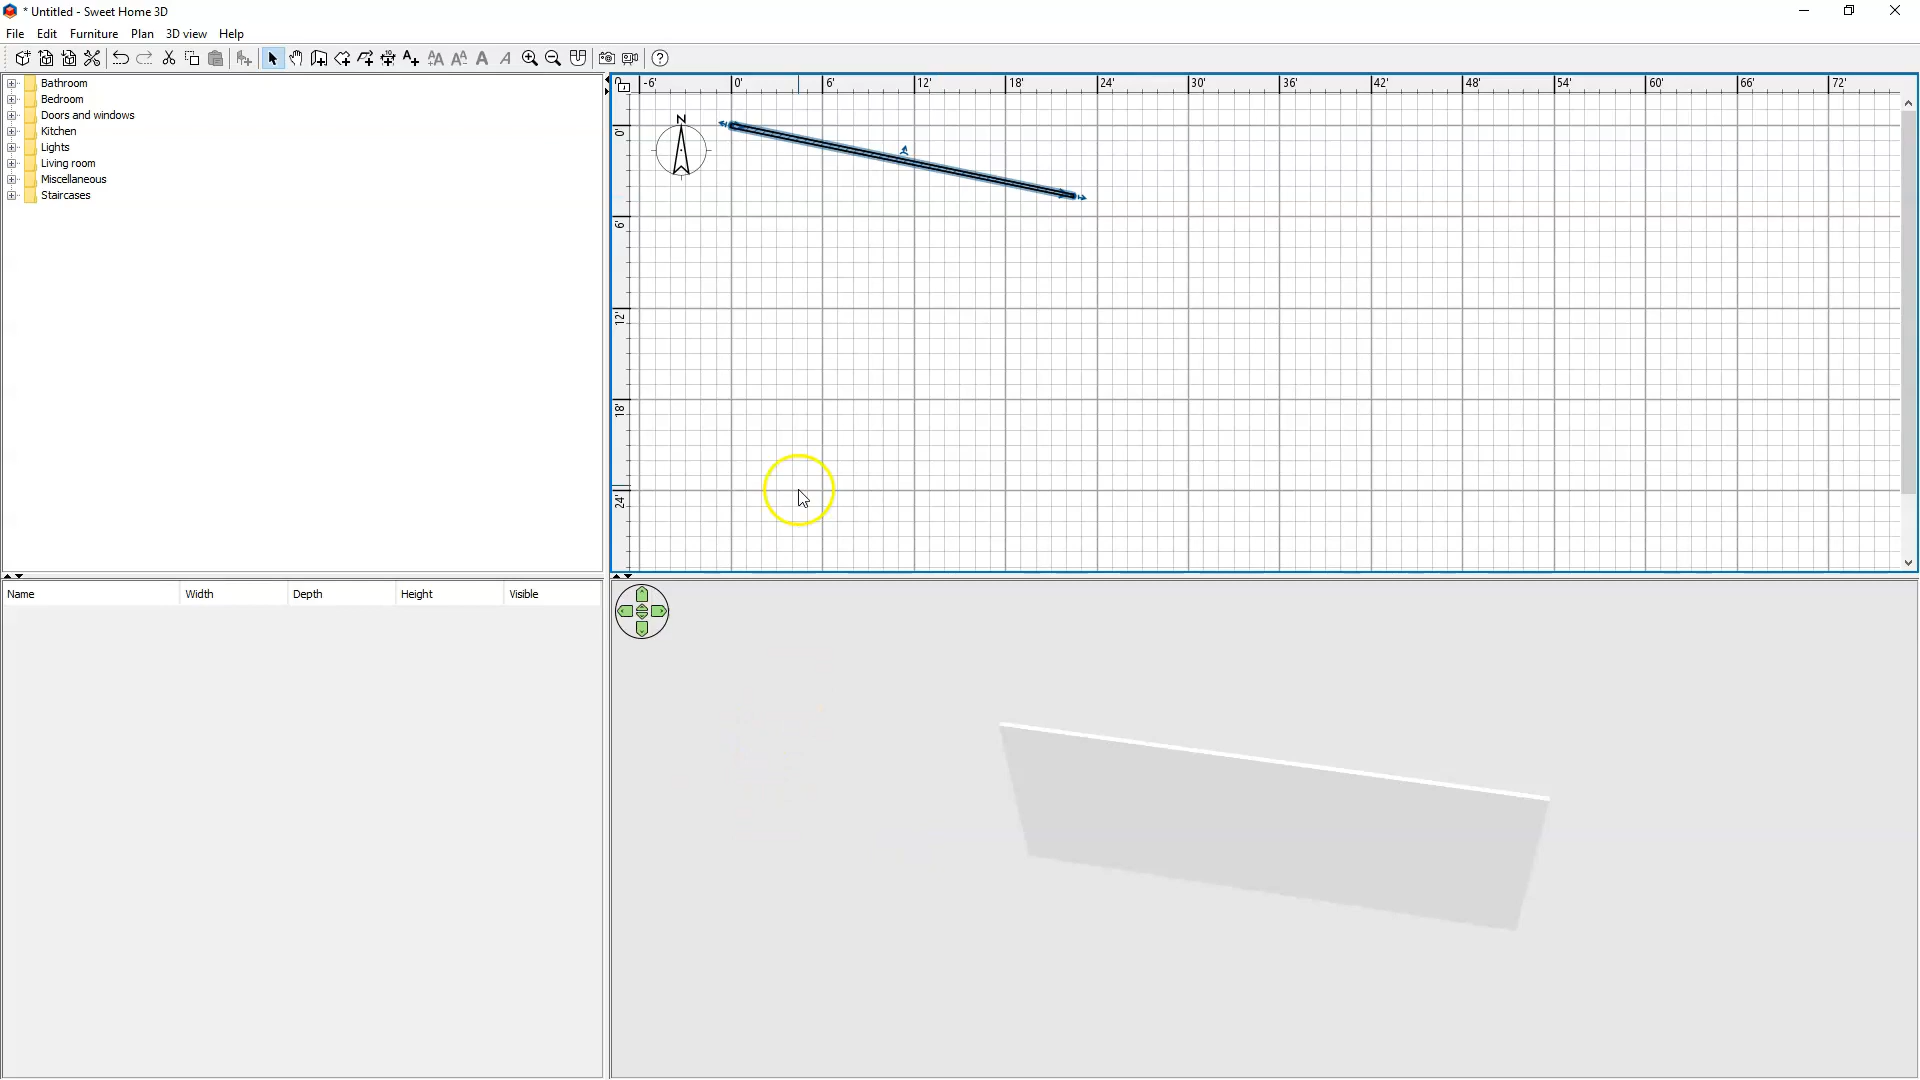 * Untitled - Sweet Home 3D
File Edit Furniture Plan 3D view Help
Bathroom
Bedroom
Doors and windows
Kitchen
Lights
Living room
Miscellaneous
Staircases
-6' 0' 6' 12' 18' 24' 30' 36' 42' 48' 54' 60' 66' 72'
N
0'
6'
12'
18'
24'
Name Width Depth Height Visible